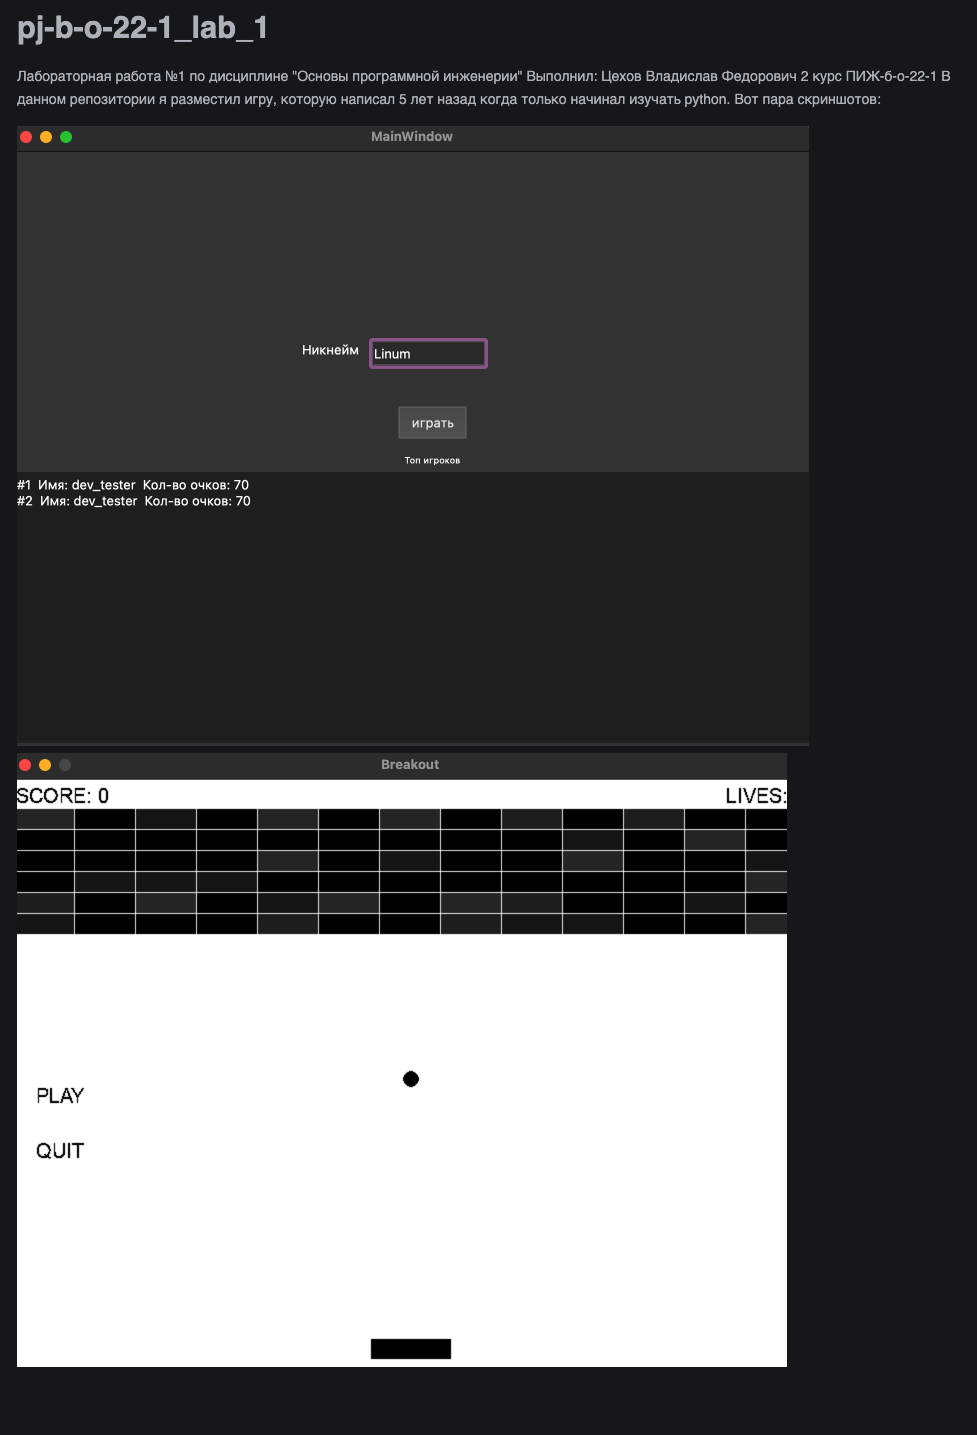 pj-b-o-22-1_lab_1
Лабораторная работа №1 по дисциплине "Основы программной инженерии" Выполнил: Цехов Владислав Федорович 2 курс ПИЖ-б-о-22-1 В
данном репозитории я разместил игру, которую написал 5 лет назад когда только начинал изучать python. Вот пара скриншотов:
MainWindow
Никнейм Linum
играть
Топ игроков
#1 Имя: dev_tester Кол-во очков: 70
#2 Имя: dev_tester Кол-во очков: 70
Breakout
SCORE: 0 LIVES:
PLAY
QUIT